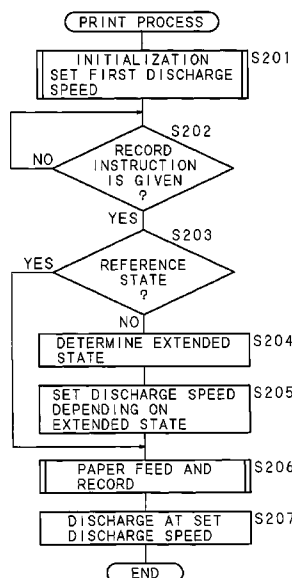 PRINT PROCESS
S201
INITIALIZATION
SET FIRST DISCHARGE
SPEED
S202
RECORD
INSTRUCTION
IS GIVEN
?
NO
YES
S203
YES
REFERENCE
STATE
?
NO
S204
DETERMINE EXTENDED
STATE
S205
SET DISCHARGE SPEED
DEPENDING ON
EXTENDED STATE
S206
PAPER FEED AND
RECORD
S207
DISCHARGE AT SET
DISCHARGE SPEED
END